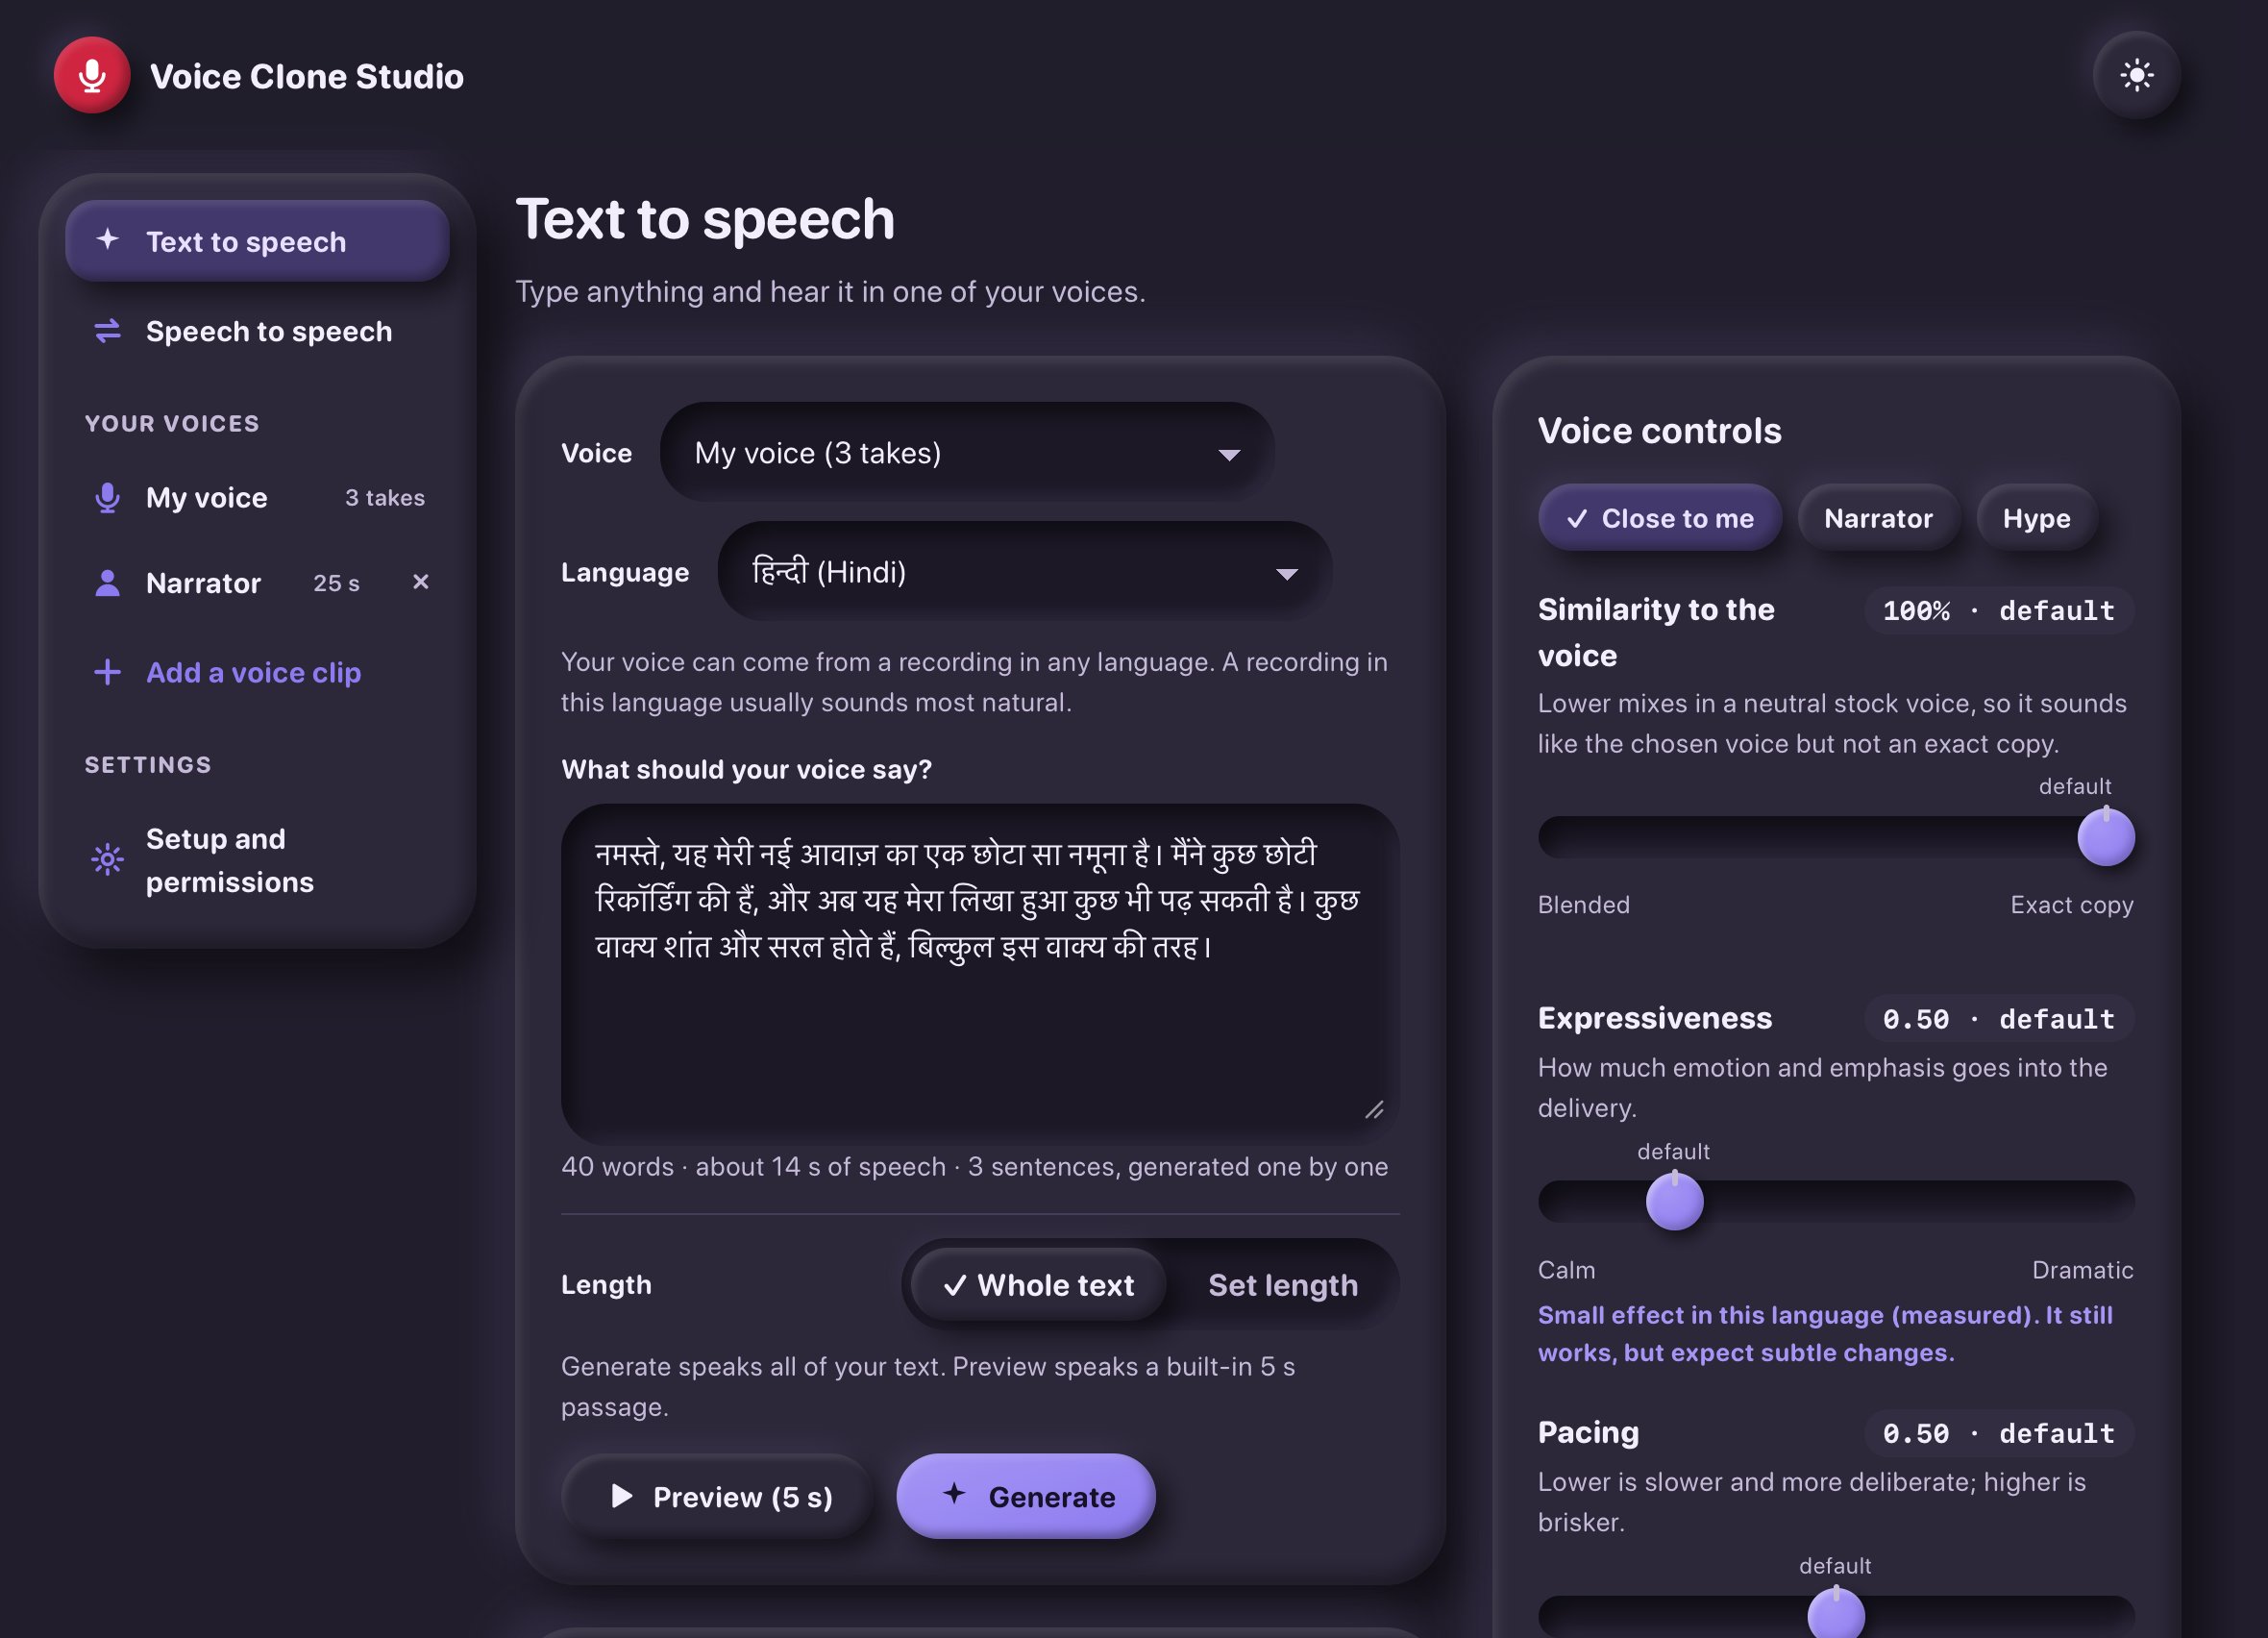 Voice Clone Studio
Text to speech
Speech to speech
YOUR VOICES
My voice 3 takes
Narrator 25 s ×
Add a voice clip
SETTINGS
Setup and
permissions
Text to speech
Type anything and hear it in one of your voices.
Voice My voice (3 takes)
Language हिन्दी (Hindi)
Your voice can come from a recording in any language. A recording in
this language usually sounds most natural.
What should your voice say?
नमस्ते, यह मेरी नई आवाज़ का एक छोटा सा नमूना है। मैंने कुछ छोटी
रिकॉर्डिंग की हैं, और अब यह मेरा लिखा हुआ कुछ भी पढ़ सकती है। कुछ
वाक्य शांत और सरल होते हैं, बिल्कुल इस वाक्य की तरह।
40 words · about 14 s of speech · 3 sentences, generated one by one
Length ✓ Whole text Set length
Generate speaks all of your text. Preview speaks a built-in 5 s
passage.
Preview (5 s) Generate
Voice controls
✓ Close to me Narrator Hype
Similarity to the 100% · default
voice
Lower mixes in a neutral stock voice, so it sounds
like the chosen voice but not an exact copy.
default
Blended Exact copy
Expressiveness 0.50 · default
How much emotion and emphasis goes into the
delivery.
default
Calm Dramatic
Small effect in this language (measured). It still
works, but expect subtle changes.
Pacing 0.50 · default
Lower is slower and more deliberate; higher is
brisker.
default